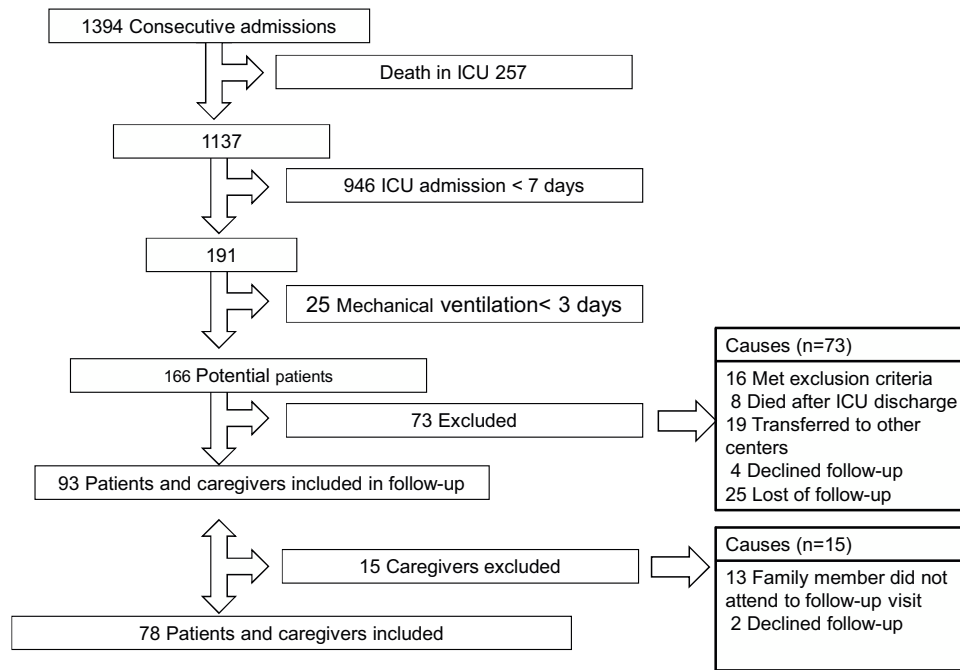 1394 Consecutive admissions
Death in ICU 257
1137
946 ICU admission < 7 days
191
25 Mechanical ventilation< 3 days
166 Potential patients
73 Excluded
Causes (n=73)
16 Met exclusion criteria
8 Died after ICU discharge
19 Transferred to other
centers
4 Declined follow-up
25 Lost of follow-up
93 Patients and caregivers included in follow-up
15 Caregivers excluded
Causes (n=15)
13 Family member did not
attend to follow-up visit
2 Declined follow-up
78 Patients and caregivers included